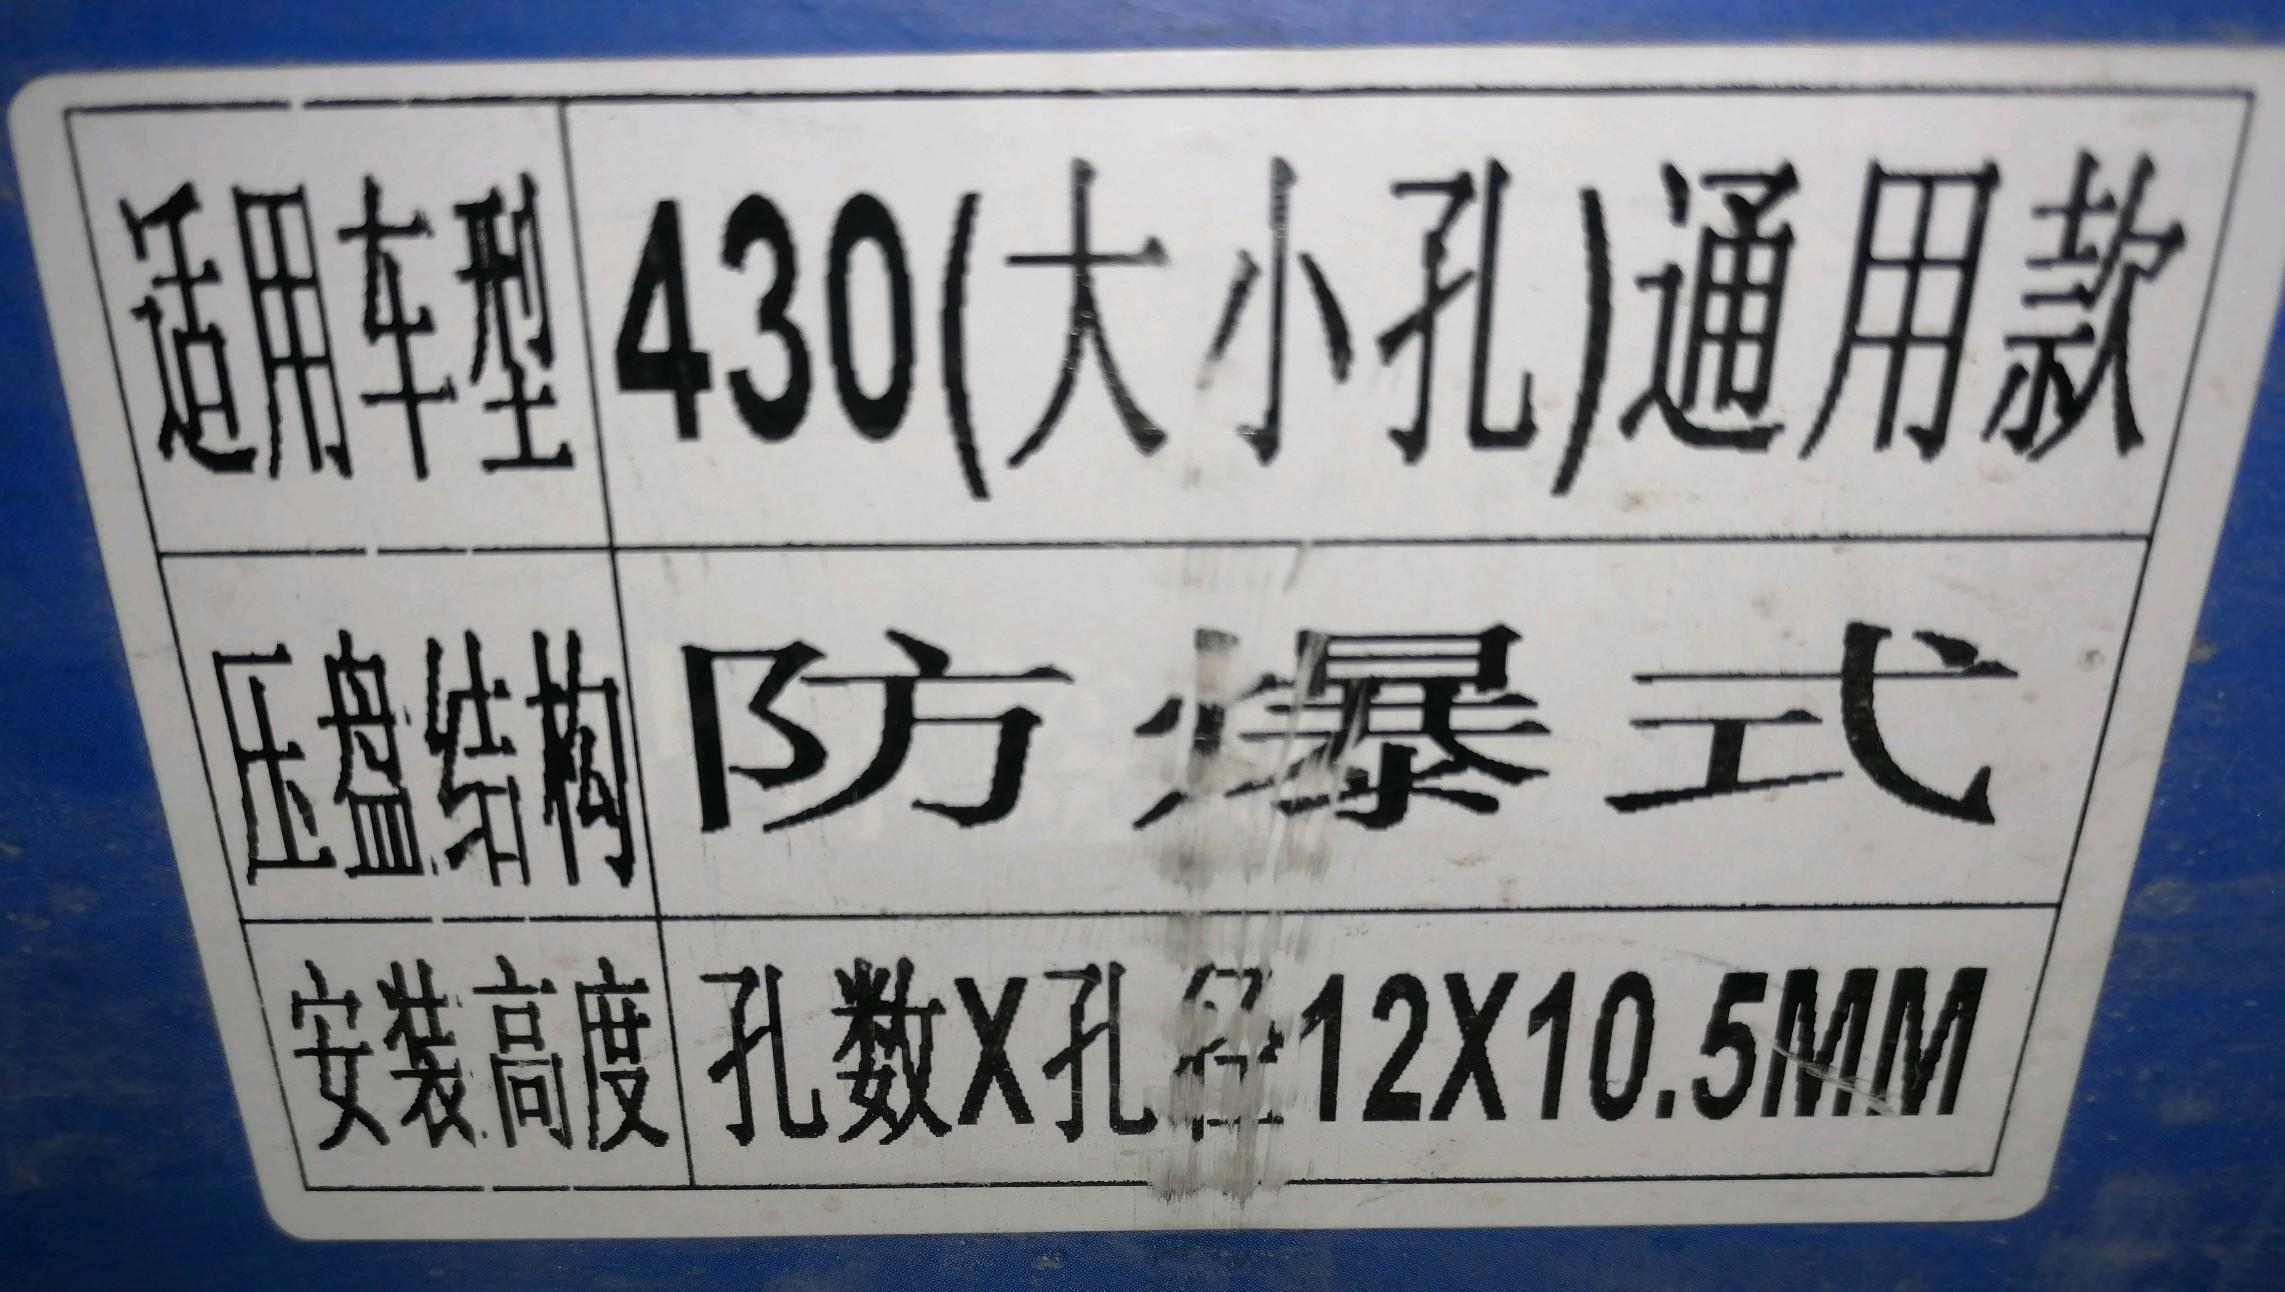 适用车型 430(大小孔)通用款
压盘结构 防爆式
安装高度 孔数X孔径12X10.5MM